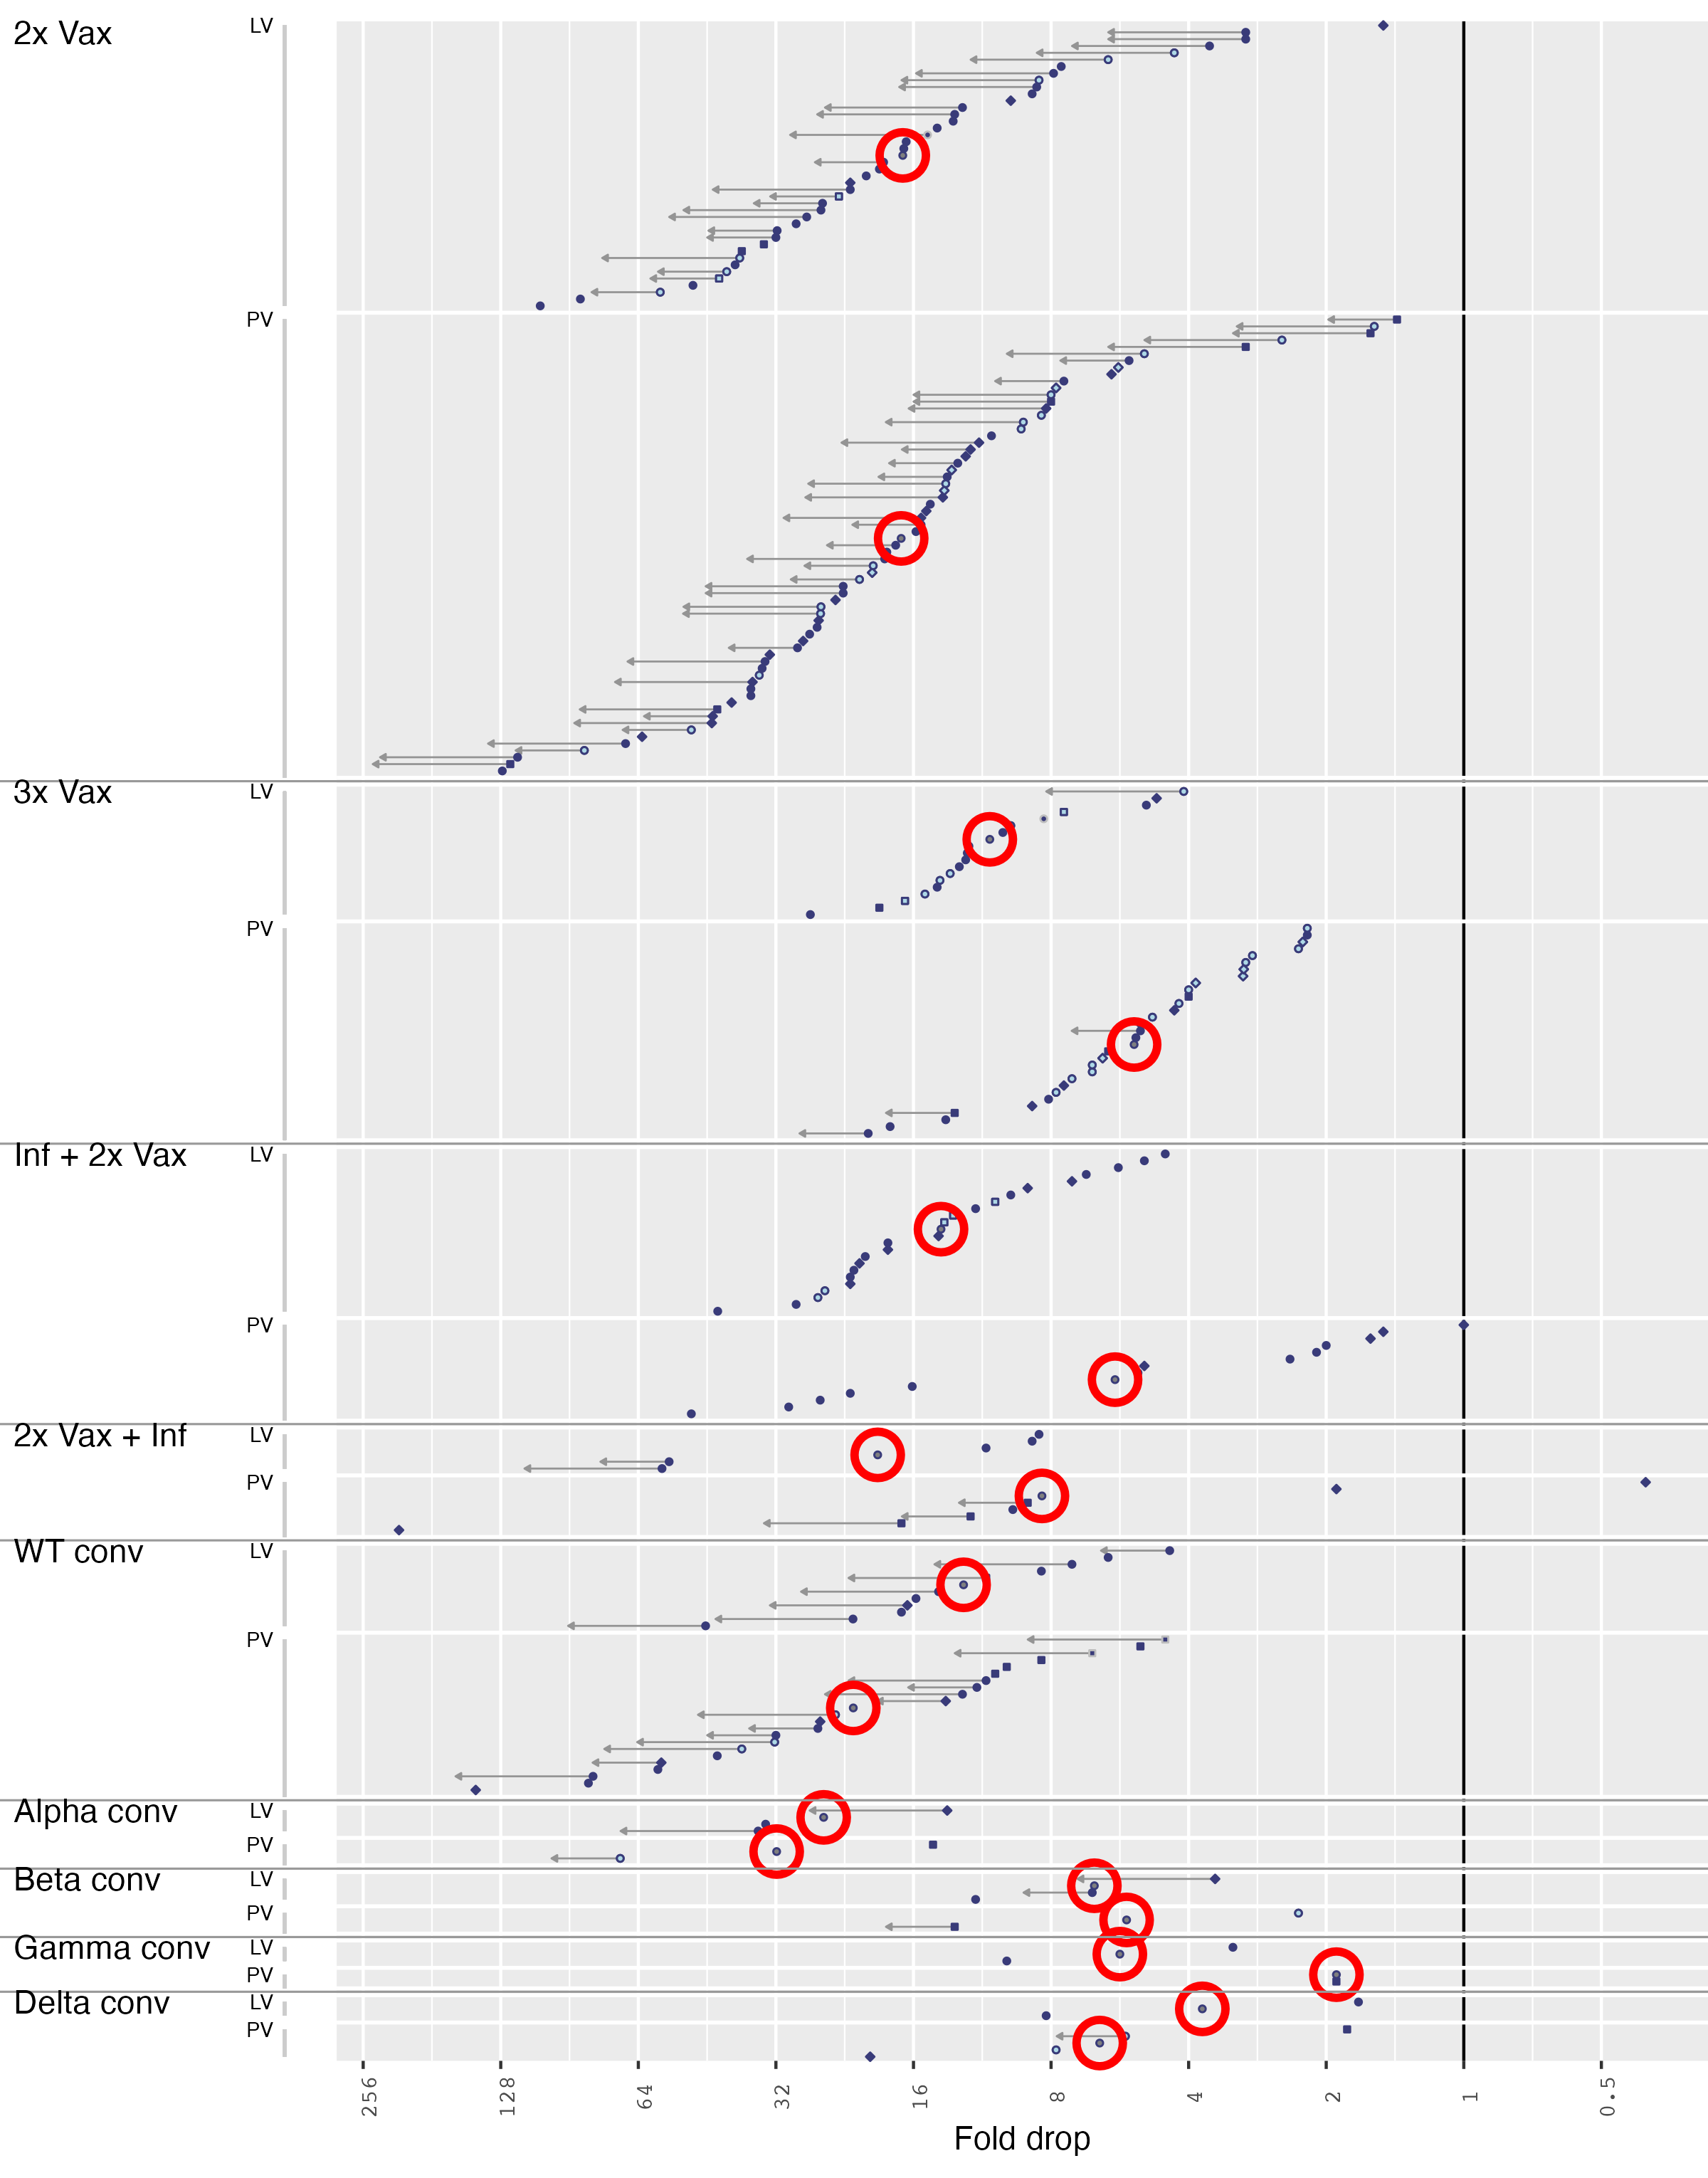 2x Vax
LV
PV
3x Vax
LV
PV
Inf + 2x Vax
LV
PV
2x Vax + Inf
LV
PV
WT conv
LV
PV
Alpha conv
LV
PV
Beta conv
LV
PV
Gamma conv
LV
PV
Delta conv
LV
PV
256
128
64
32
16
8
4
2
1
0.5
Fold drop